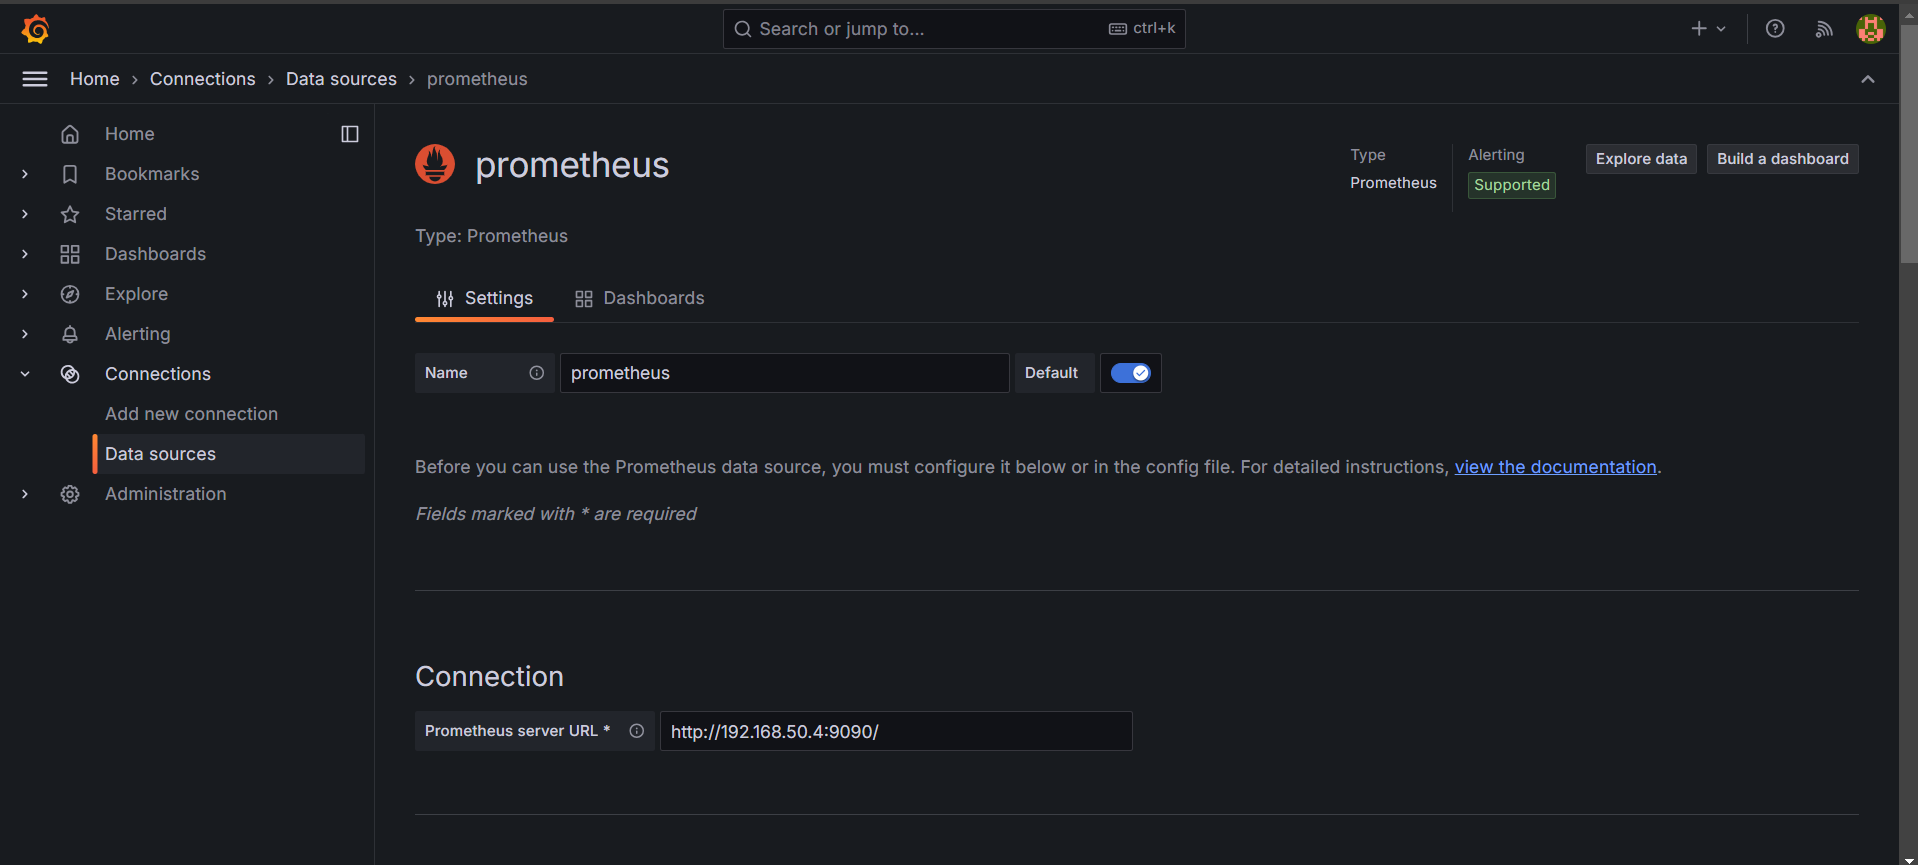 Search or jump to...
ctrl+k
Home
Connections
Data sources
prometheus
Home
Bookmarks
Starred
Dashboards
Explore
Alerting
Connections
Add new connection
Data sources
Administration
prometheus
Type
Prometheus
Alerting
Supported
Explore data
Build a dashboard
Type: Prometheus
Settings
Dashboards
Name
prometheus
Default
Before you can use the Prometheus data source, you must configure it below or in the config file. For detailed instructions, view the documentation.
Fields marked with * are required
Connection
Prometheus server URL *
http://192.168.50.4:9090/